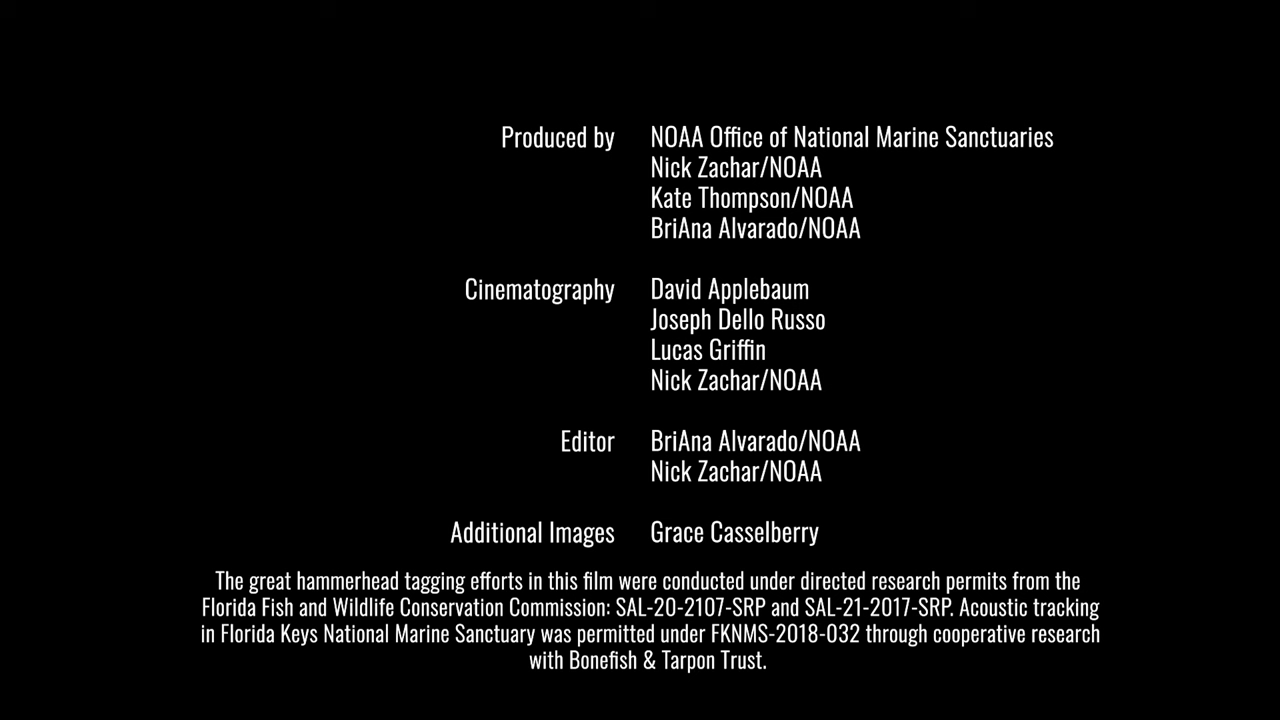 Produced by NOAA Office of National Marine Sanctuaries
Nick Zachar/NOAA
Kate Thompson/NOAA
BriAna Alvarado/NOAA
Cinematography David Applebaum
Joseph Dello Russo
Lucas Griffin
Nick Zachar/NOAA
Editor BriAna Alvarado/NOAA
Nick Zachar/NOAA
Additional Images Grace Casselberry
The great hammerhead tagging efforts in this film were conducted under directed research permits from the
Florida Fish and Wildlife Conservation Commission: SAL-20-2107-SRP and SAL-21-2017-SRP. Acoustic tracking
in Florida Keys National Marine Sanctuary was permitted under FKNMS-2018-032 through cooperative research
with Bonefish & Tarpon Trust.